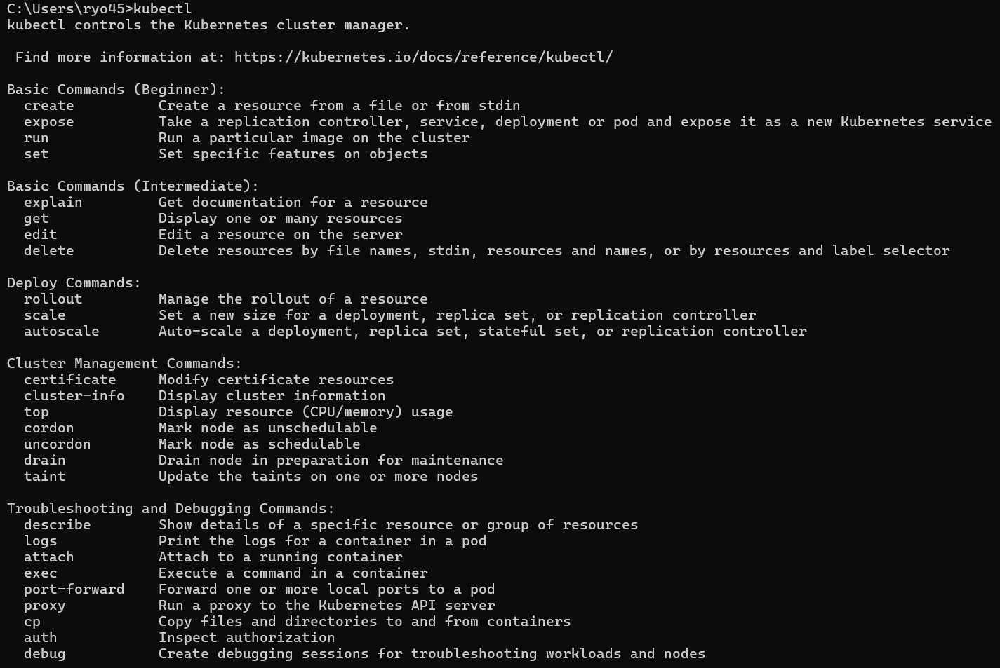 C:\Users\ryo45>kubectl
kubectl controls the Kubernetes cluster manager.
Find more information at: https://kubernetes.io/docs/reference/kubectl/
Basic Commands (Beginner):
create Create a resource from a file or from stdin
expose Take a replication controller, service, deployment or pod and expose it as a new Kubernetes service
run Run a particular image on the cluster
set Set specific features on objects
Basic Commands (Intermediate):
explain Get documentation for a resource
get Display one or many resources
edit Edit a resource on the server
delete Delete resources by file names, stdin, resources and names, or by resources and label selector
Deploy Commands:
rollout Manage the rollout of a resource
scale Set a new size for a deployment, replica set, or replication controller
autoscale Auto-scale a deployment, replica set, stateful set, or replication controller
Cluster Management Commands:
certificate Modify certificate resources
cluster-info Display cluster information
top Display resource (CPU/memory) usage
cordon Mark node as unschedulable
uncordon Mark node as schedulable
drain Drain node in preparation for maintenance
taint Update the taints on one or more nodes
Troubleshooting and Debugging Commands:
describe Show details of a specific resource or group of resources
logs Print the logs for a container in a pod
attach Attach to a running container
exec Execute a command in a container
port-forward Forward one or more local ports to a pod
proxy Run a proxy to the Kubernetes API server
cp Copy files and directories to and from containers
auth Inspect authorization
debug Create debugging sessions for troubleshooting workloads and nodes